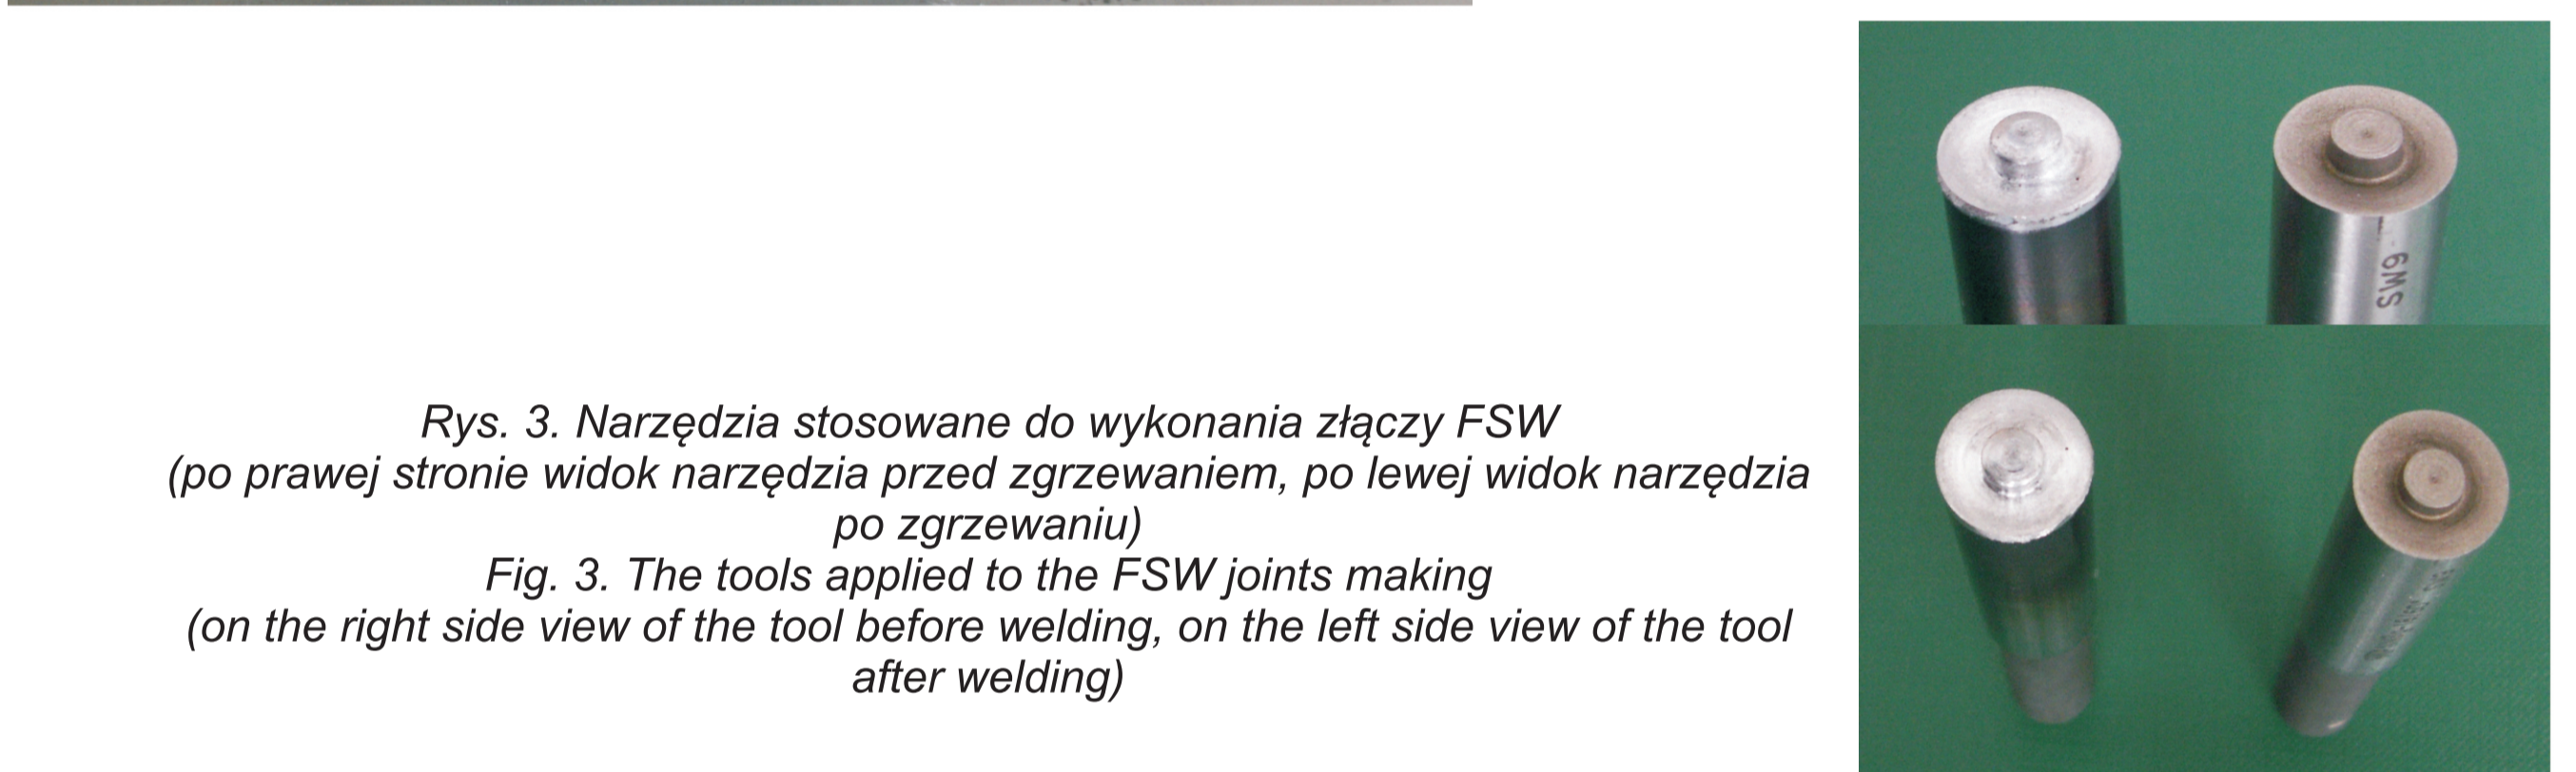 Rys. 3. Narzędzia stosowane do wykonania złączy FSW
(po prawej stronie widok narzędzia przed zgrzewaniem, po lewej widok narzędzia
po zgrzewaniu)
Fig. 3. The tools applied to the FSW joints making
(on the right side view of the tool before welding, on the left side view of the tool
after welding)
SW9